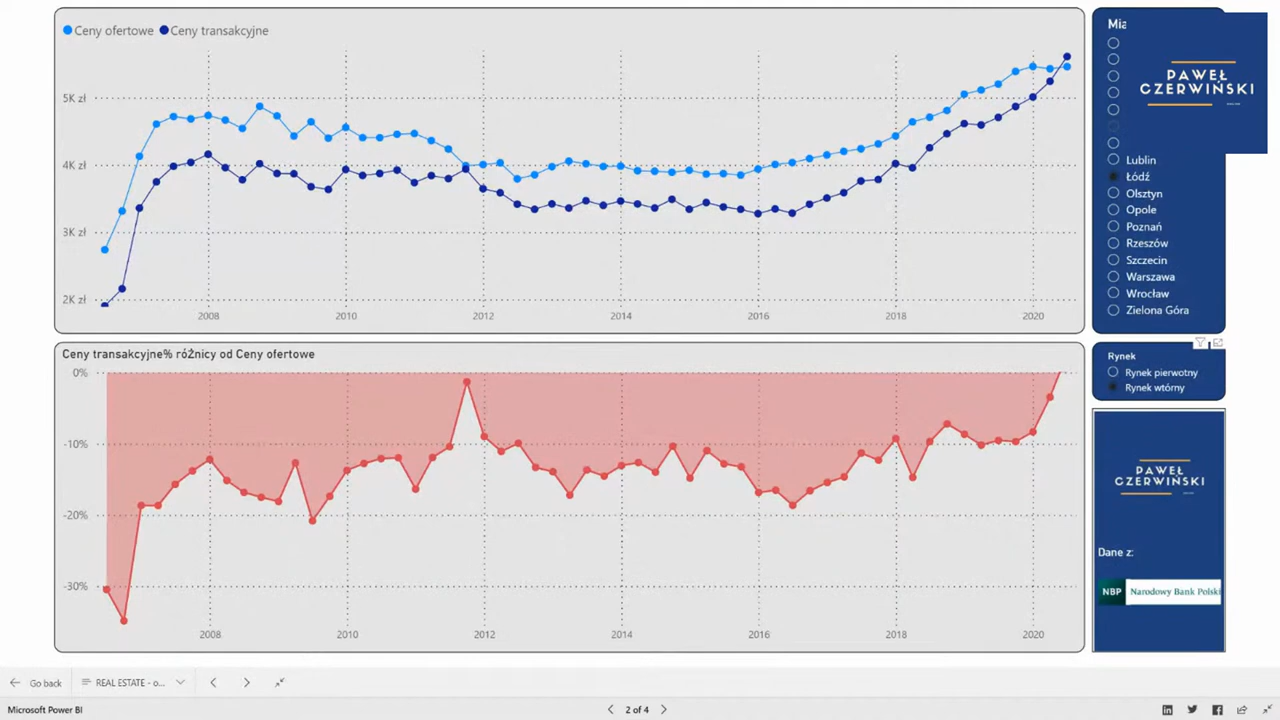 Ceny ofertowe Ceny transakcyjne
5K zł
4K zł
3K zł
2K zł
2008 2010 2012 2014 2016 2018 2020
Ceny transakcyjne% różnicy od Ceny ofertowe
0%
-10%
-20%
-30%
2008 2010 2012 2014 2016 2018 2020
Mia
PAWEŁ
CZERWIŃSKI
Lublin
Łódź
Olsztyn
Opole
Poznań
Rzeszów
Szczecin
Warszawa
Wrocław
Zielona Góra
Rynek
Rynek pierwotny
Rynek wtórny
PAWEŁ
CZERWIŃSKI
Dane z:
NBP Narodowy Bank Polski
Go back REAL ESTATE - o...
Microsoft Power BI 2 of 4